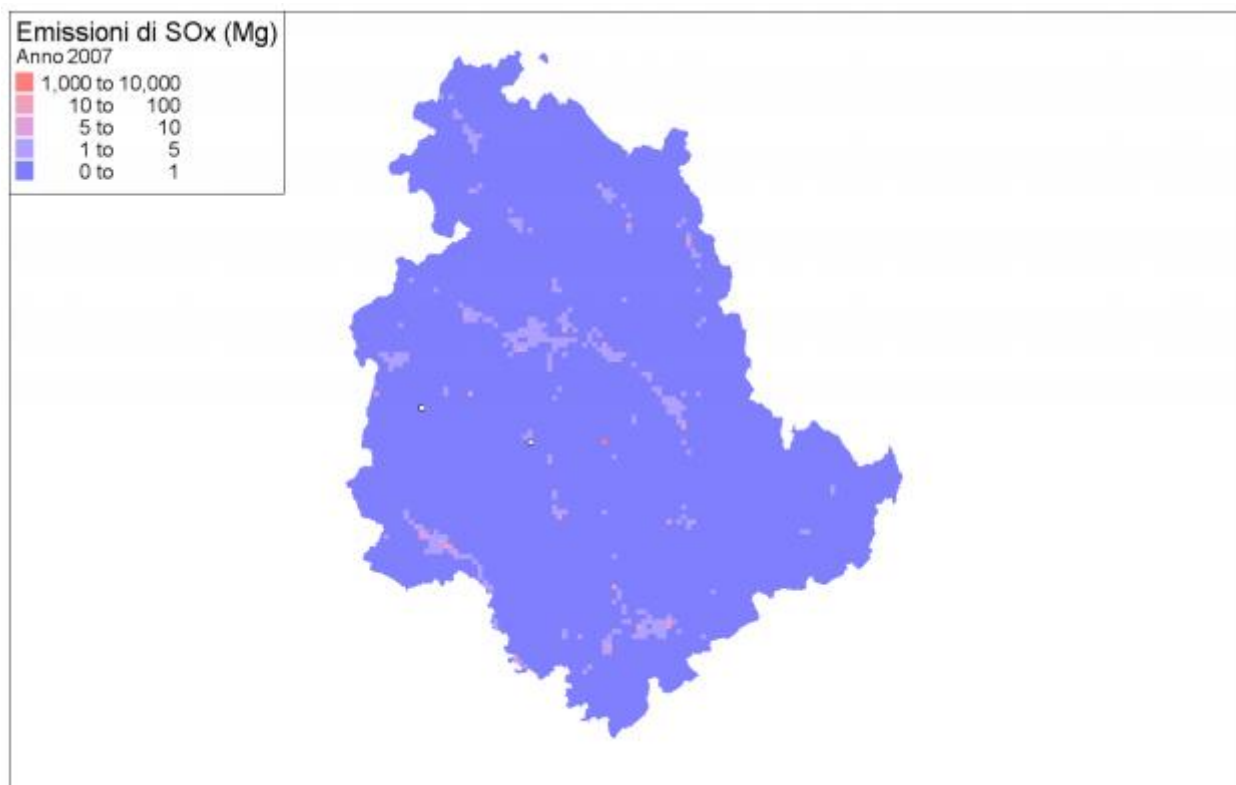 Emissioni di SOx (Mg)
Anno 2007
1,000 to 10,000
10 to 100
5 to 10
1 to 5
0 to 1